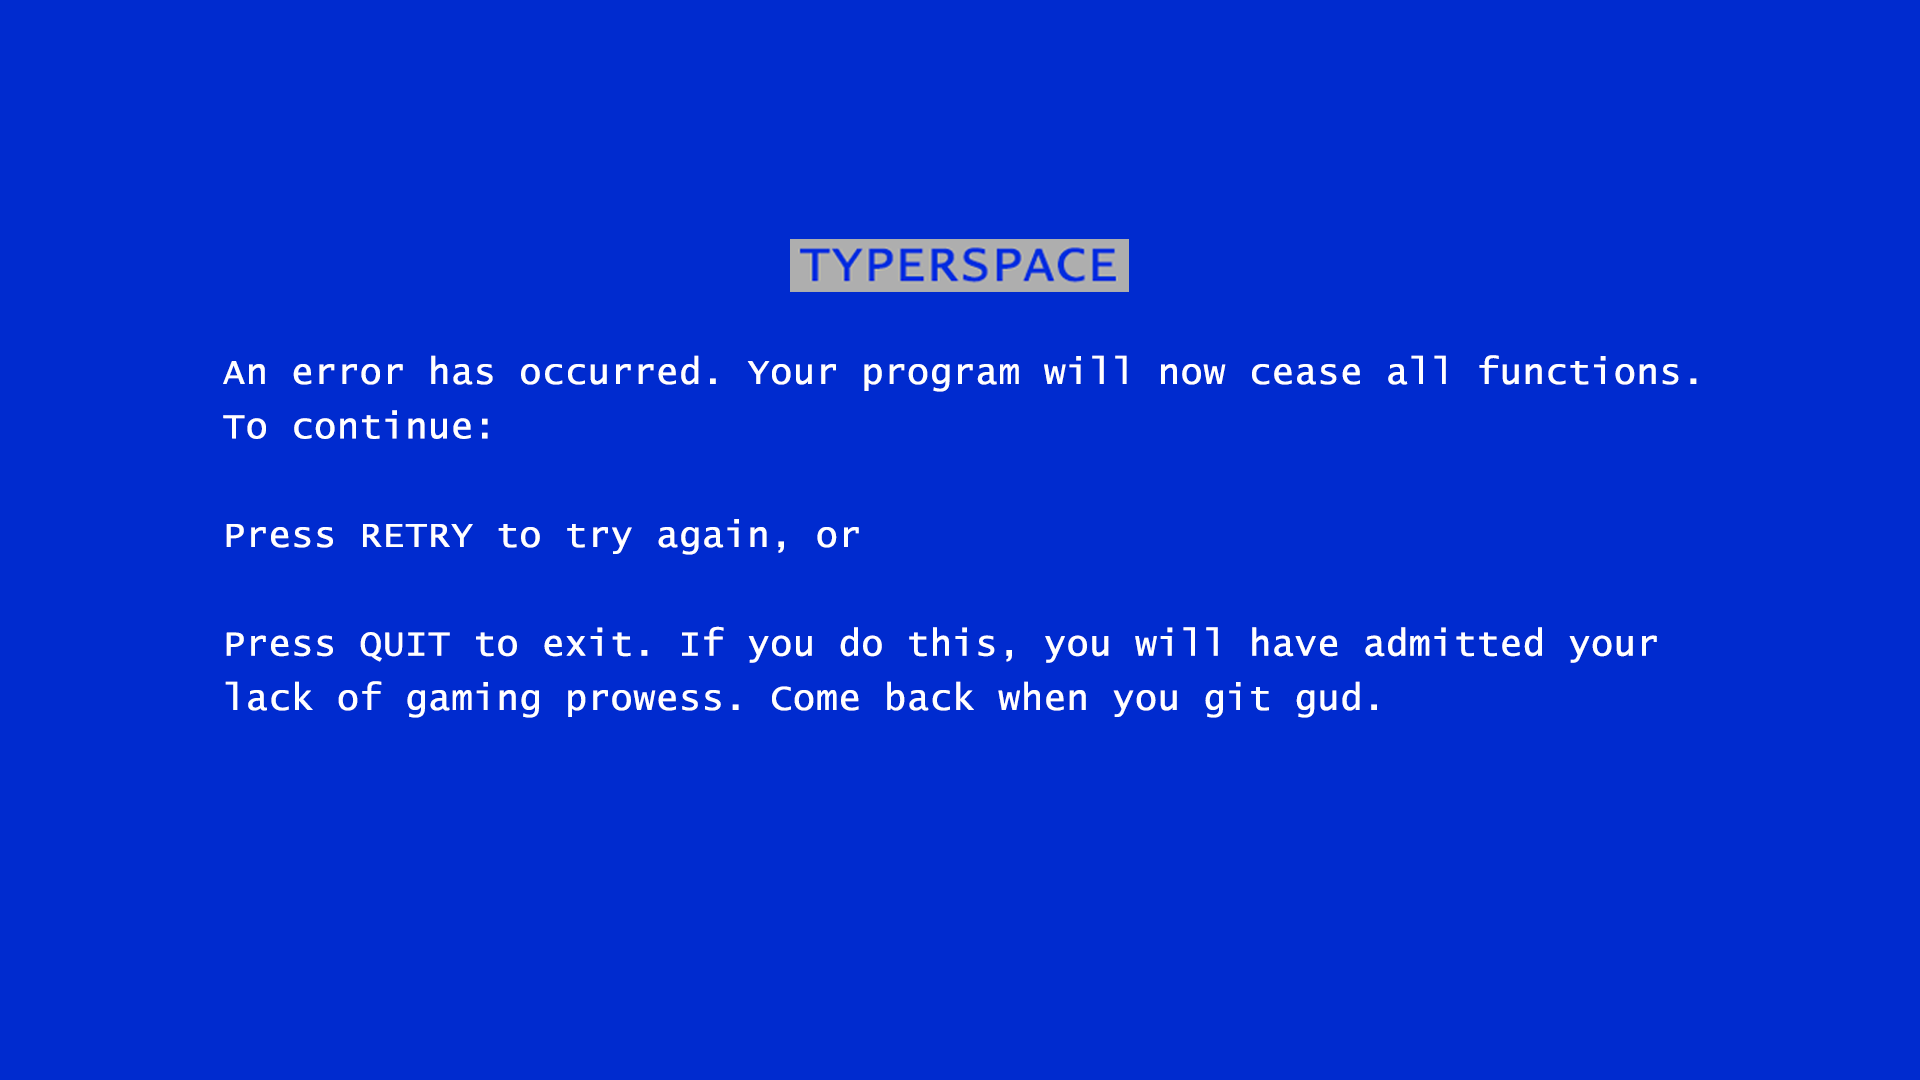 TYPERSPACE
An error has occurred. Your program will now cease all functions.
To continue:
Press RETRY to try again, or
Press QUIT to exit. If you do this, you will have admitted your
lack of gaming prowess. Come back when you git gud.